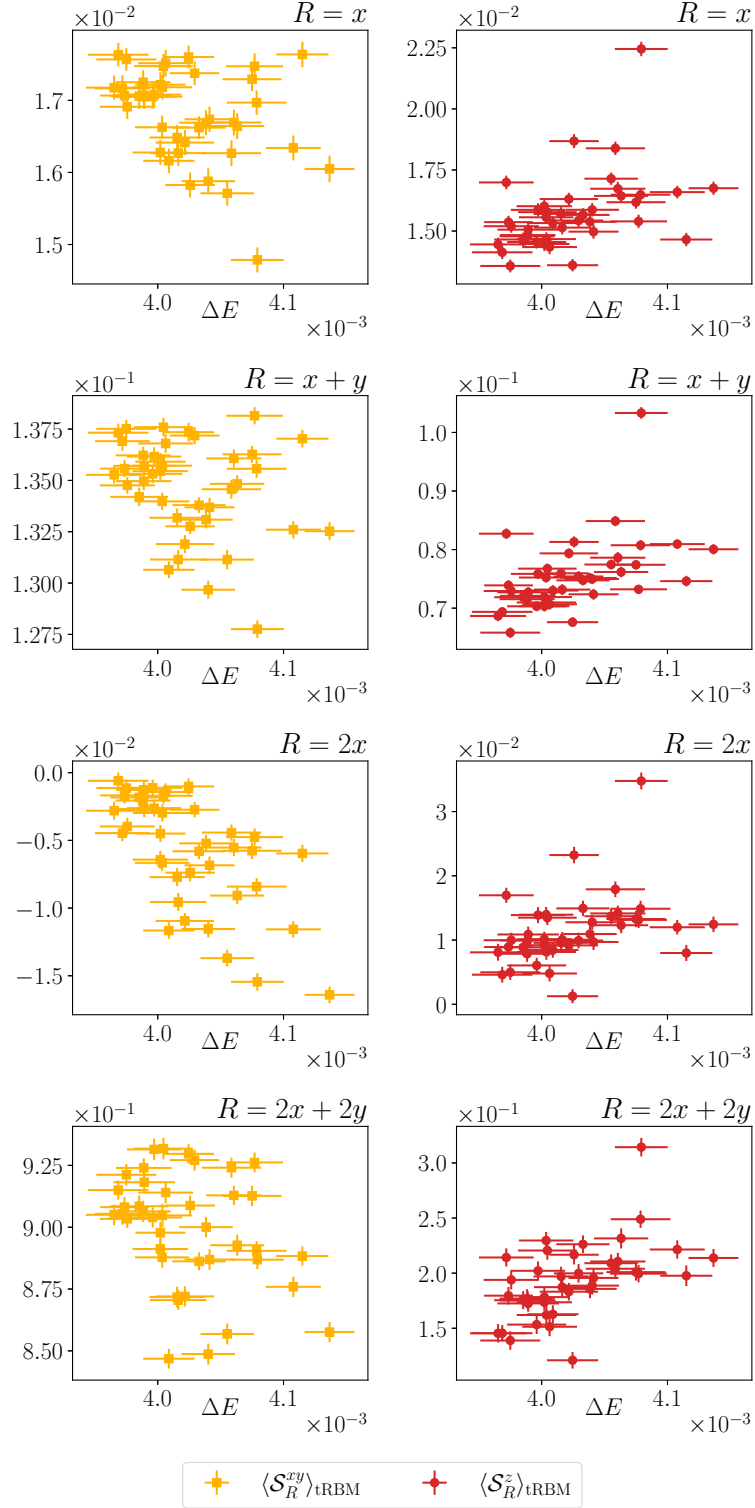 ×10⁻² R = x
1.7
1.6
1.5
4.0 4.1
ΔE
×10⁻³
R = x
2.25
2.00
1.75
1.50
4.0 4.1
ΔE
×10⁻³
×10⁻¹ R = x + y
1.375
1.350
1.325
1.300
1.275
4.0 4.1
ΔE
×10⁻³
×10⁻¹ R = x + y
1.0
0.9
0.8
0.7
4.0 4.1
ΔE
×10⁻³
×10⁻² R = 2x
0.0
−0.5
−1.0
−1.5
4.0 4.1
ΔE
×10⁻³
×10⁻² R = 2x
3
2
1
0
4.0 4.1
ΔE
×10⁻³
×10⁻¹ R = 2x + 2y
9.25
9.00
8.75
8.50
4.0 4.1
ΔE
×10⁻³
×10⁻¹ R = 2x + 2y
3.0
2.5
2.0
1.5
4.0 4.1
ΔE
×10⁻³
⟨𝒮_R^{xy}⟩_{tRBM} ⟨𝒮_R^z⟩_{tRBM}